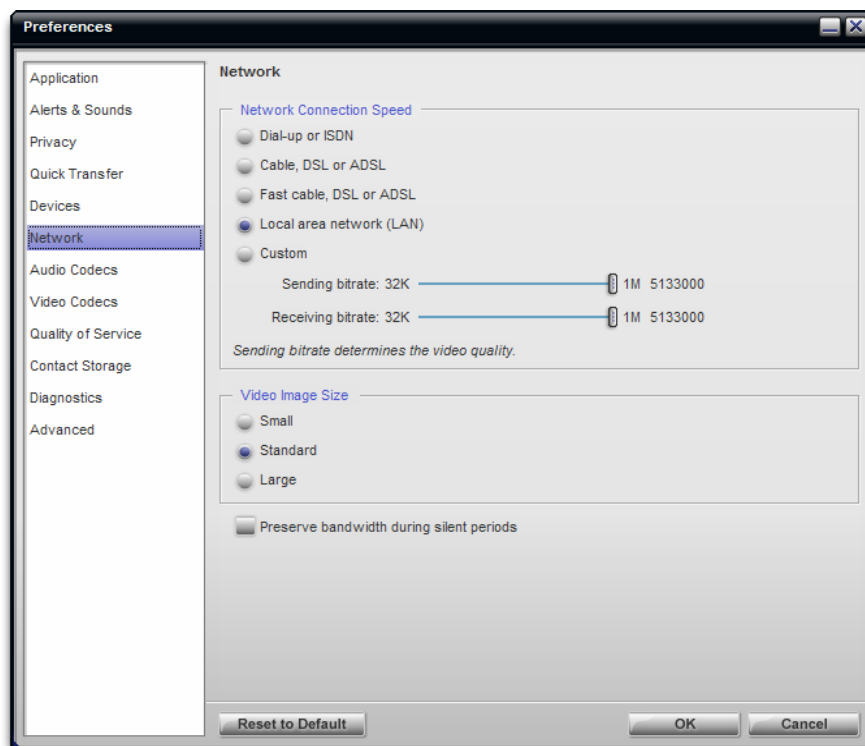 Preferences
Application
Alerts & Sounds
Privacy
Quick Transfer
Devices
Network
Audio Codecs
Video Codecs
Quality of Service
Contact Storage
Diagnostics
Advanced
Network
Network Connection Speed
Dial-up or ISDN
Cable, DSL or ADSL
Fast cable, DSL or ADSL
Local area network (LAN)
Custom
Sending bitrate: 32K 1M 5133000
Receiving bitrate: 32K 1M 5133000
Sending bitrate determines the video quality.
Video Image Size
Small
Standard
Large
Preserve bandwidth during silent periods
Reset to Default OK Cancel